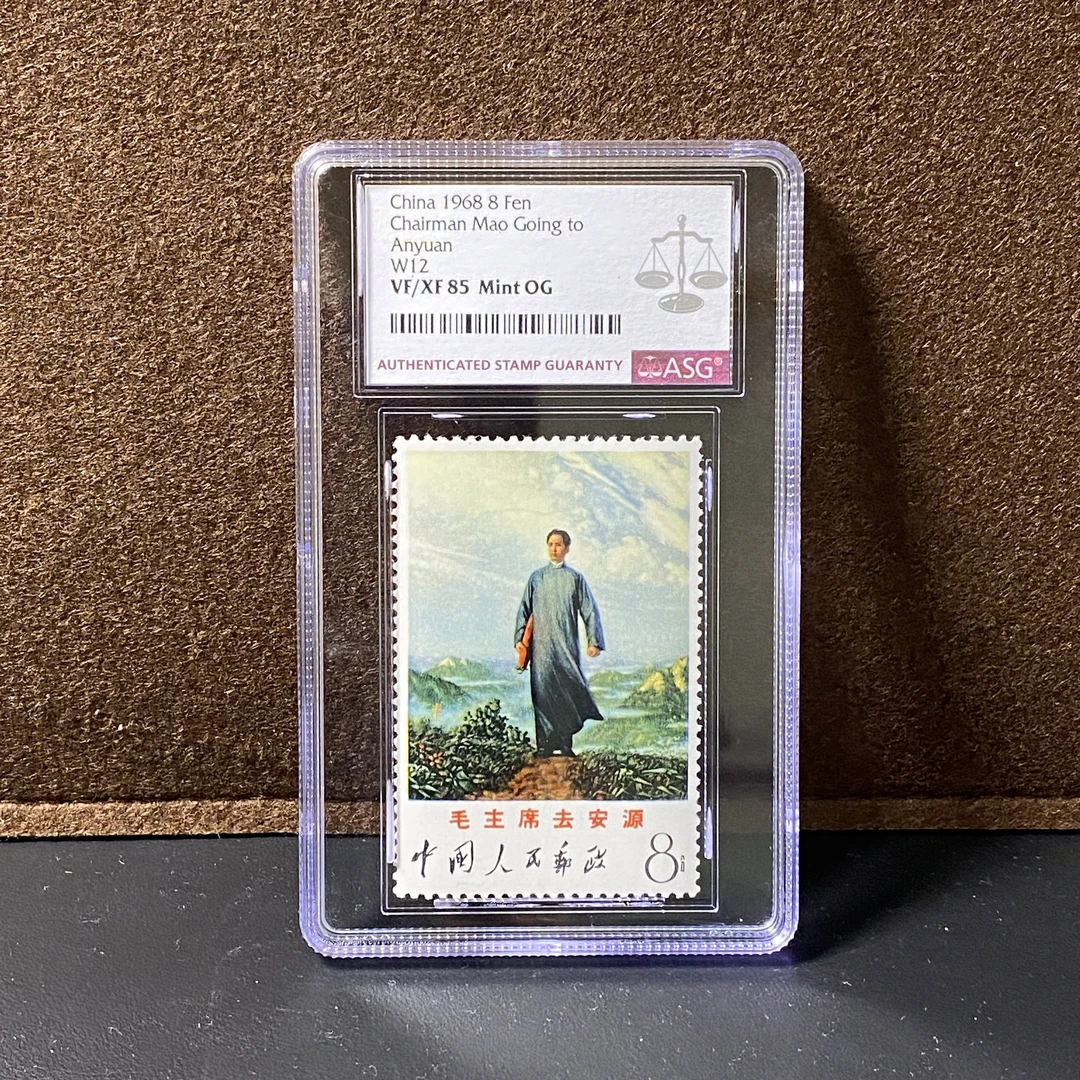 China 1968 8 Fen
Chairman Mao Going to
Anyuan
W12
VF/XF 85 Mint OG
AUTHENTICATED STAMP GUARANTY ASG®
毛主席去安源
中国人民邮政 8分